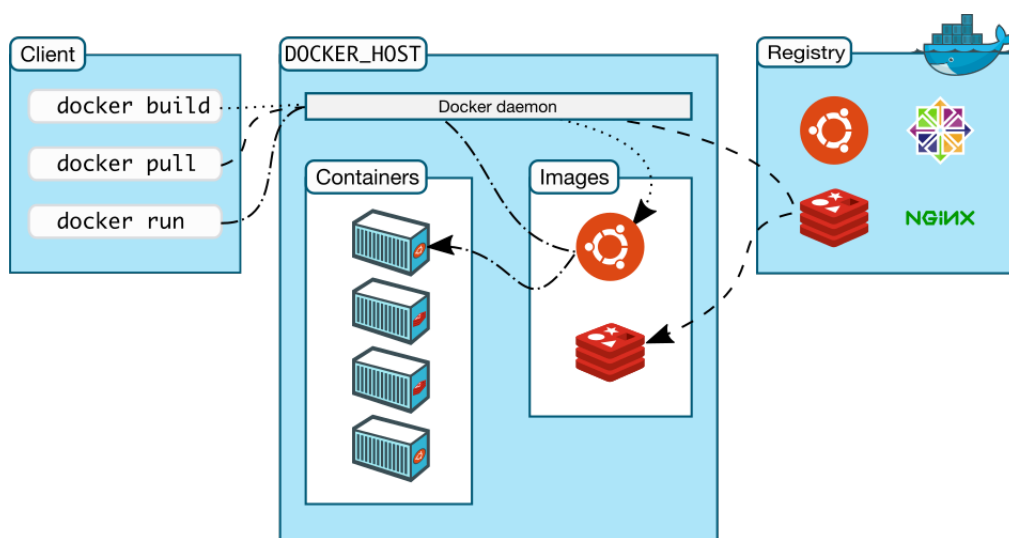 Client
docker build
docker pull
docker run
DOCKER_HOST
Docker daemon
Containers
Images
Registry
NGINX